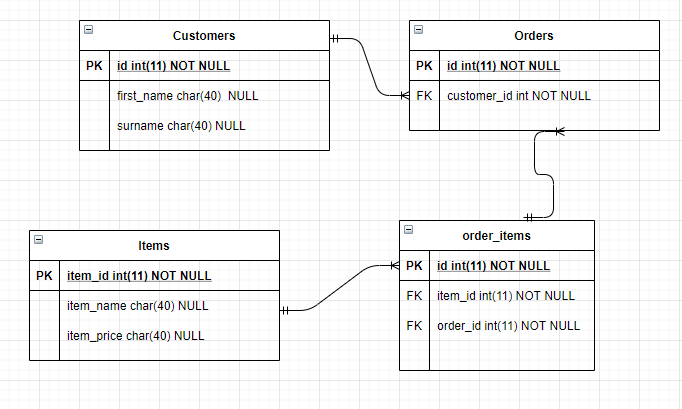 Customers
PK id int(11) NOT NULL
first_name char(40) NULL
surname char(40) NULL
Orders
PK id int(11) NOT NULL
FK customer_id int NOT NULL
Items
PK item_id int(11) NOT NULL
item_name char(40) NULL
item_price char(40) NULL
order_items
PK id int(11) NOT NULL
FK item_id int(11) NOT NULL
FK order_id int(11) NOT NULL